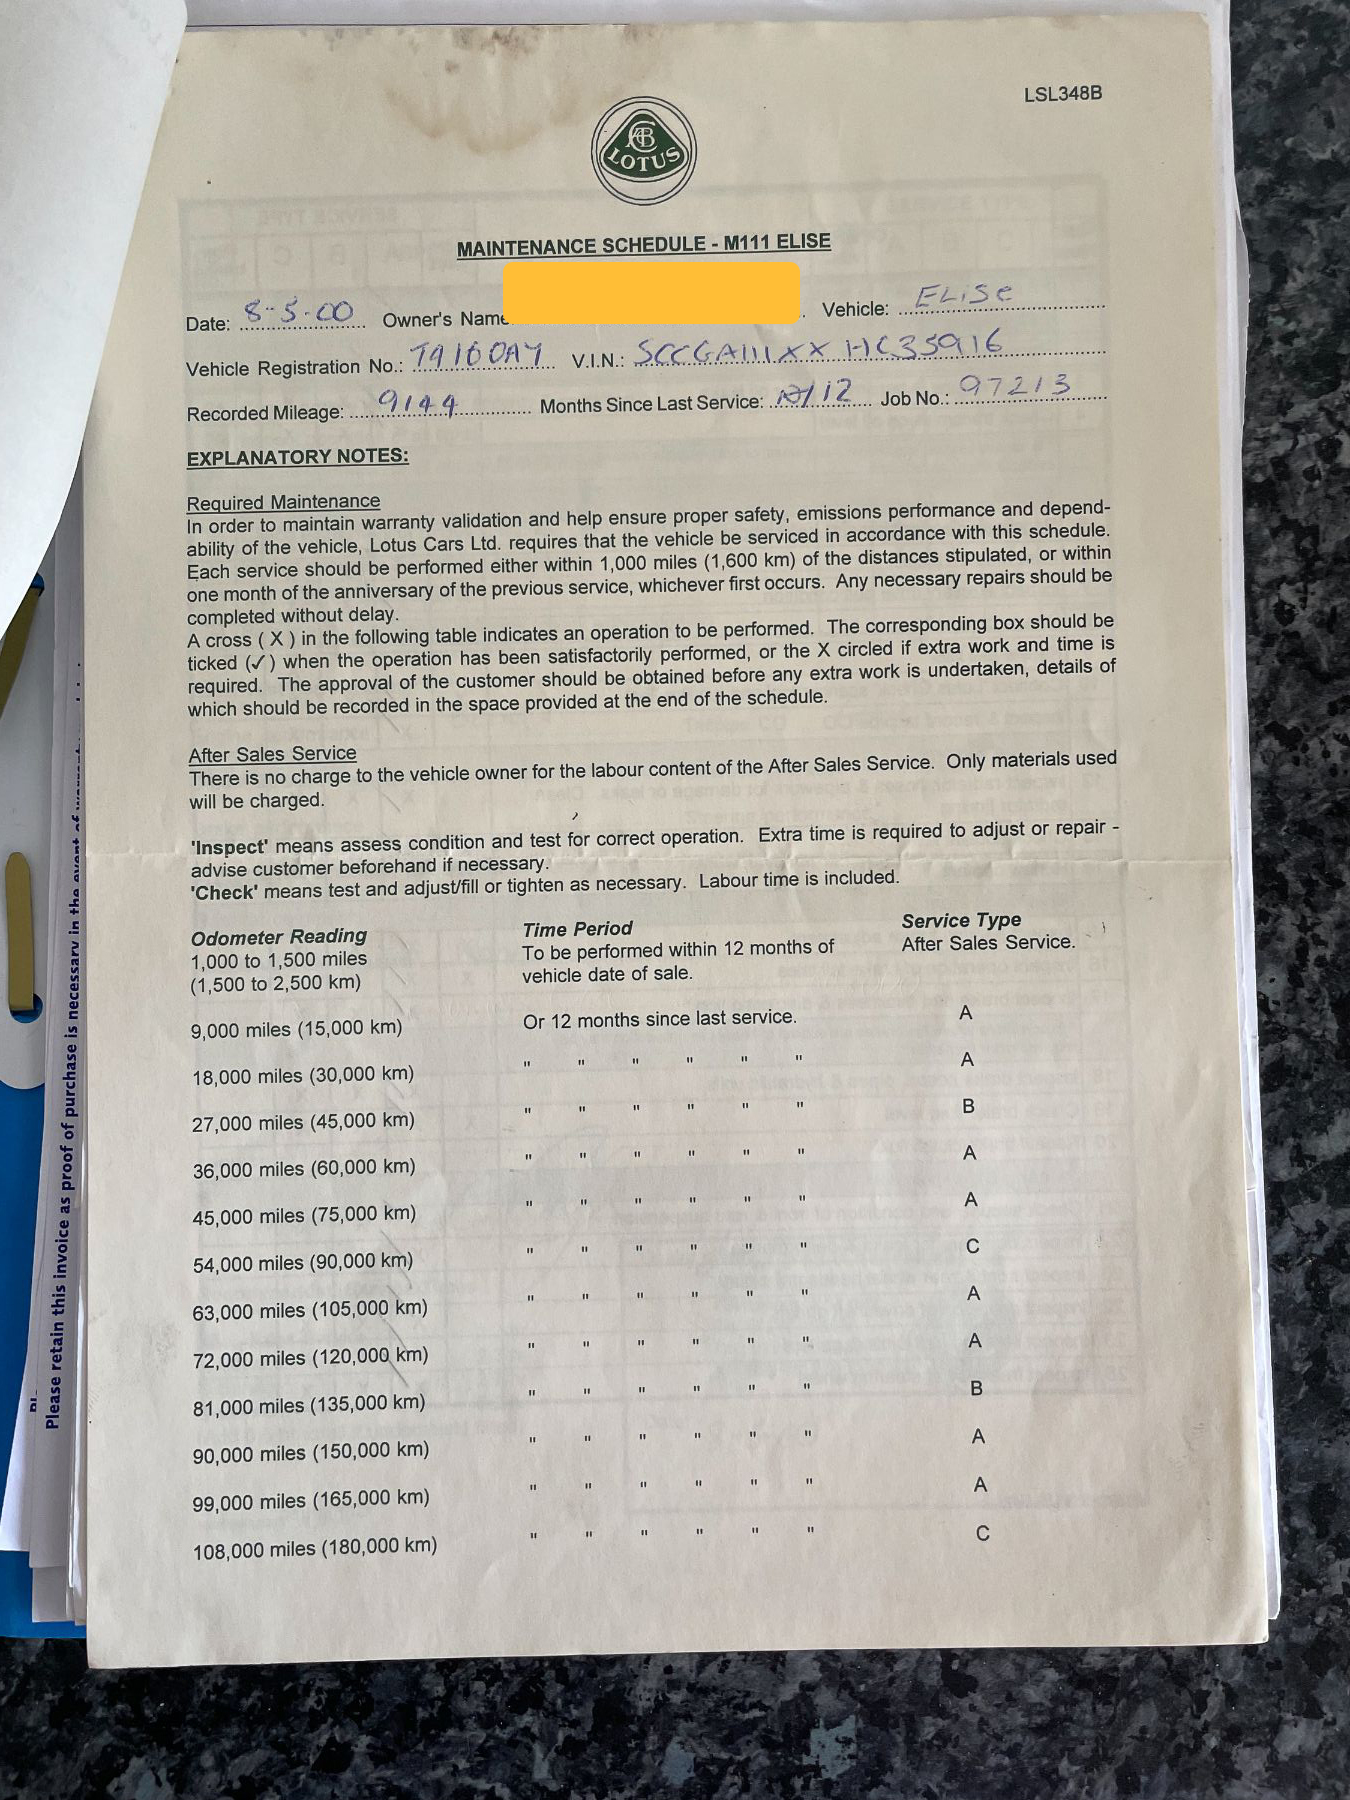 LSL348B
LOTUS
MAINTENANCE SCHEDULE - M111 ELISE
Date: 8-5-00 Owner's Name Vehicle: ELISE
Vehicle Registration No.: V.I.N.: SCCGA111XX HC35916
Recorded Mileage: 9144 Months Since Last Service: 12 Job No.: 97213
EXPLANATORY NOTES:
Required Maintenance
In order to maintain warranty validation and help ensure proper safety, emissions performance and depend-
ability of the vehicle, Lotus Cars Ltd. requires that the vehicle be serviced in accordance with this schedule.
Each service should be performed either within 1,000 miles (1,600 km) of the distances stipulated, or within
one month of the anniversary of the previous service, whichever first occurs. Any necessary repairs should be
completed without delay.
A cross ( X ) in the following table indicates an operation to be performed. The corresponding box should be
ticked (✓) when the operation has been satisfactorily performed, or the X circled if extra work and time is
required. The approval of the customer should be obtained before any extra work is undertaken, details of
which should be recorded in the space provided at the end of the schedule.
After Sales Service
There is no charge to the vehicle owner for the labour content of the After Sales Service. Only materials used
will be charged.
'Inspect' means assess condition and test for correct operation. Extra time is required to adjust or repair -
advise customer beforehand if necessary.
'Check' means test and adjust/fill or tighten as necessary. Labour time is included.
Odometer Reading Time Period Service Type
1,000 to 1,500 miles To be performed within 12 months of After Sales Service.
(1,500 to 2,500 km) vehicle date of sale.
9,000 miles (15,000 km) Or 12 months since last service. A
18,000 miles (30,000 km) " " " " " " A
27,000 miles (45,000 km) " " " " " " B
36,000 miles (60,000 km) " " " " " " A
45,000 miles (75,000 km) " " " " " " A
54,000 miles (90,000 km) " " " " " " C
63,000 miles (105,000 km) " " " " " " A
72,000 miles (120,000 km) " " " " " " A
81,000 miles (135,000 km) " " " " " " B
90,000 miles (150,000 km) " " " " " " A
99,000 miles (165,000 km) " " " " " " A
108,000 miles (180,000 km) " " " " " " C
Please retain this invoice as proof of purchase is necessary in the event of